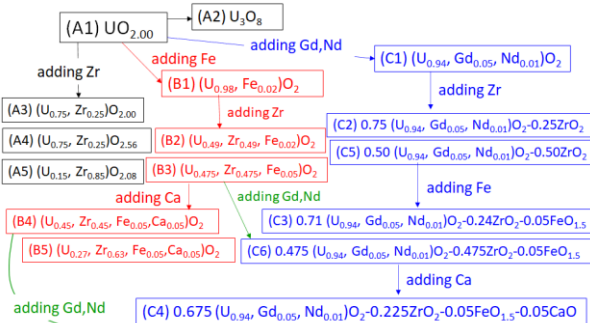 (A1) UO2.00
(A2) U3O8
adding Gd,Nd
adding Fe
adding Zr
(C1) (U0.94, Gd0.05, Nd0.01)O2
(B1) (U0.98, Fe0.02)O2
adding Zr
adding Zr
(A3) (U0.75, Zr0.25)O2.00
(C2) 0.75 (U0.94, Gd0.05, Nd0.01)O2-0.25ZrO2
(A4) (U0.75, Zr0.25)O2.56
(B2) (U0.49, Zr0.49, Fe0.02)O2
(C5) 0.50 (U0.94, Gd0.05, Nd0.01)O2-0.50ZrO2
(A5) (U0.15, Zr0.85)O2.08
(B3) (U0.475, Zr0.475, Fe0.05)O2
adding Fe
adding Ca
adding Gd,Nd
(B4) (U0.45, Zr0.45, Fe0.05,Ca0.05)O2
(C3) 0.71 (U0.94, Gd0.05, Nd0.01)O2-0.24ZrO2-0.05FeO1.5
(B5) (U0.27, Zr0.63, Fe0.05,Ca0.05)O2
(C6) 0.475 (U0.94, Gd0.05, Nd0.01)O2-0.475ZrO2-0.05FeO1.5
adding Ca
adding Gd,Nd
(C4) 0.675 (U0.94, Gd0.05, Nd0.01)O2-0.225ZrO2-0.05FeO1.5-0.05CaO